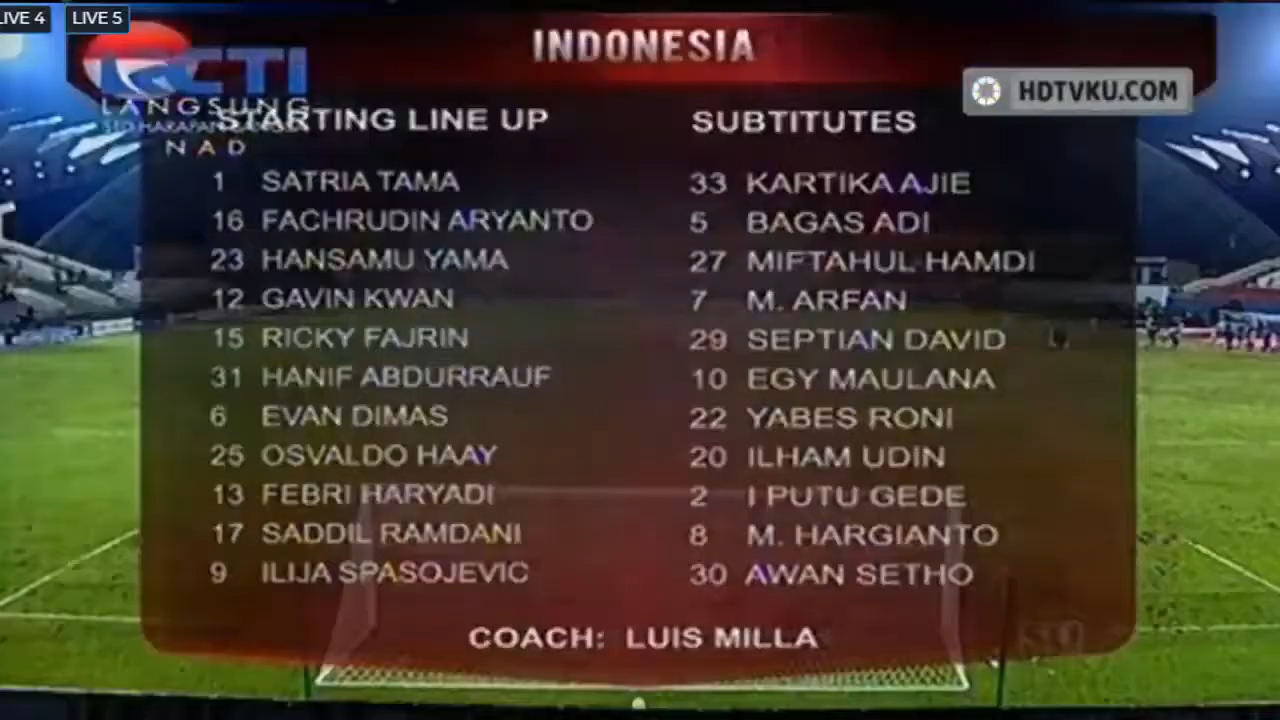 LIVE 4
LIVE 5
INDONESIA
RCTI
HDTVKU.COM
LANGSUNG
NAD
STARTING LINE UP
1 SATRIA TAMA
16 FACHRUDIN ARYANTO
23 HANSAMU YAMA
12 GAVIN KWAN
15 RICKY FAJRIN
31 HANIF ABDURRAUF
6 EVAN DIMAS
25 OSVALDO HAAY
13 FEBRI HARYADI
17 SADDIL RAMDANI
9 ILIJA SPASOJEVIC
SUBTITUTES
33 KARTIKA AJIE
5 BAGAS ADI
27 MIFTAHUL HAMDI
7 M. ARFAN
29 SEPTIAN DAVID
10 EGY MAULANA
22 YABES RONI
20 ILHAM UDIN
2 I PUTU GEDE
8 M. HARGIANTO
30 AWAN SETHO
COACH: LUIS MILLA